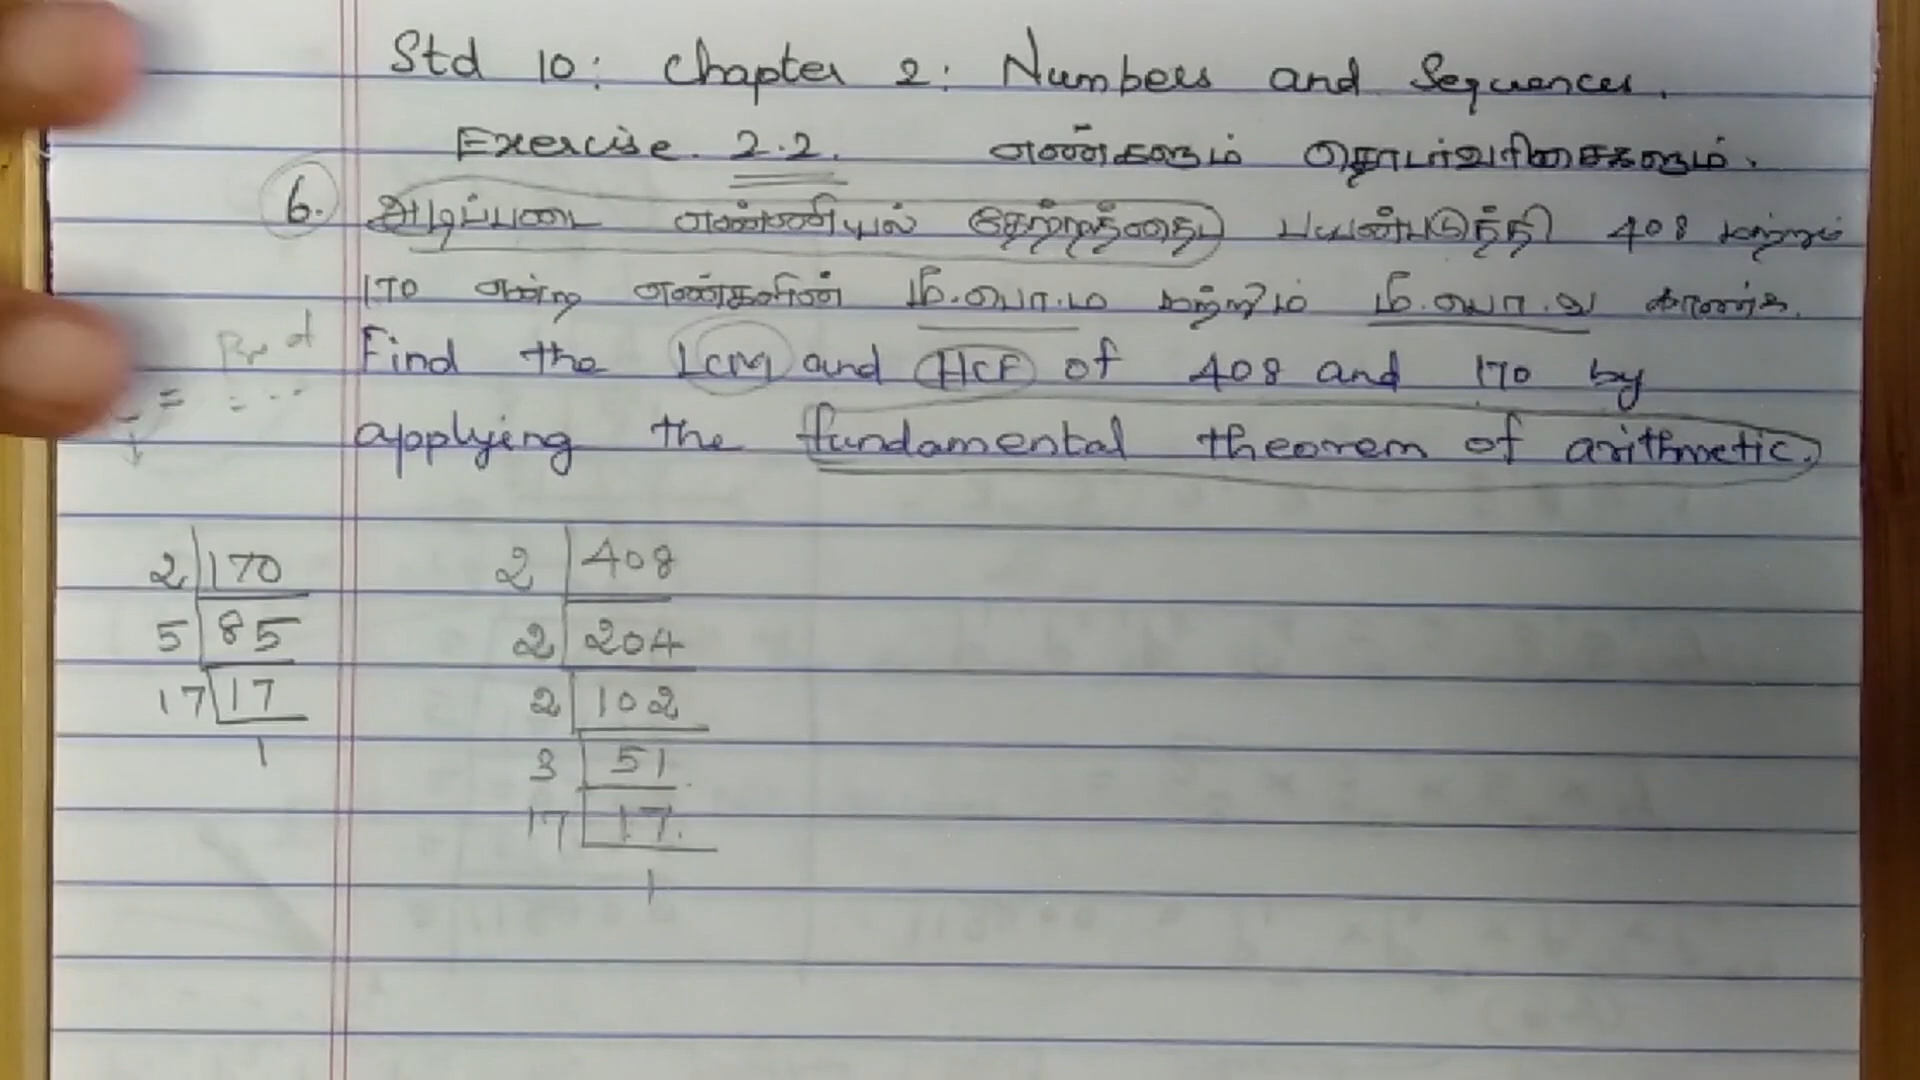 Std 10: Chapter 2: Numbers and Sequences.
Exercise. 2.2. எண்களும் தொடர்வரிசைகளும்.
6. அடிப்படை எண்ணியல் தேற்றத்தைப் பயன்படுத்தி 408 மற்றும்
170 என்ற எண்களின் மீ.பொ.ம மற்றும் மீ.பொ.வ காண்க.
Find the LCM and HCF of 408 and 170 by
applying the fundamental theorem of arithmetic.
2 170
5 85
17 17
1
2 408
2 204
2 102
3 51
17 17.
1